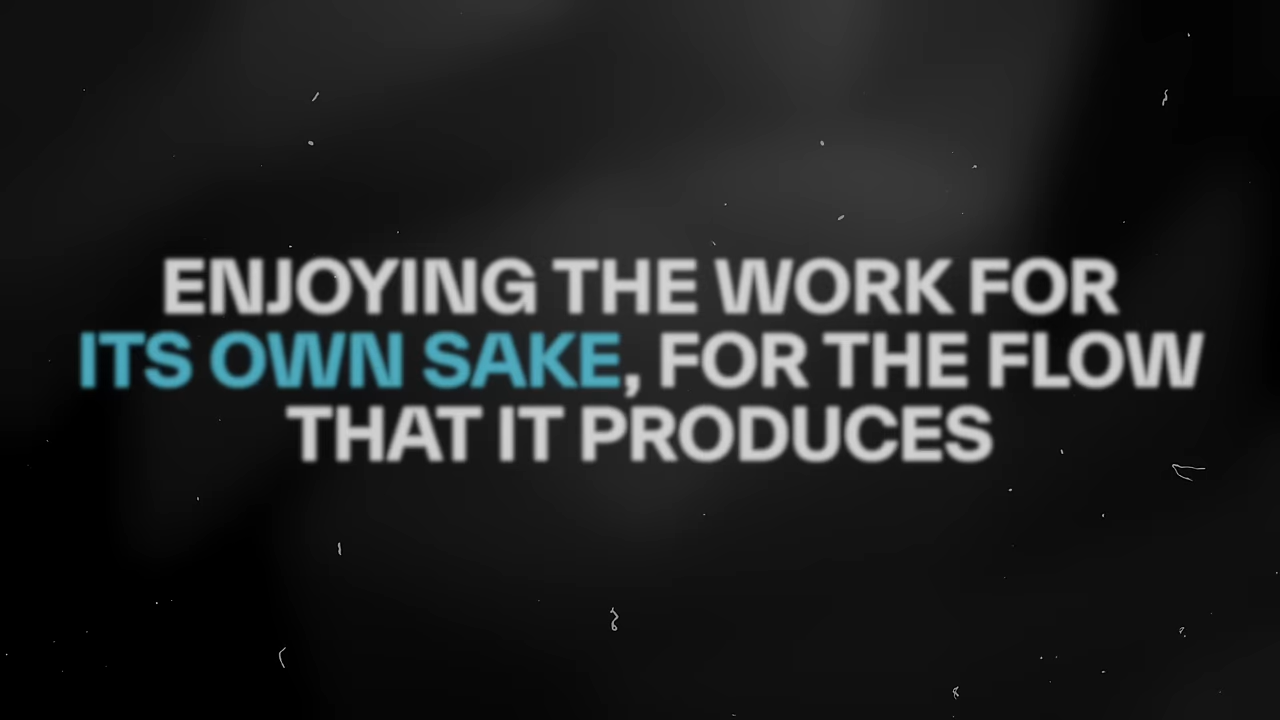 ENJOYING THE WORK FOR
ITS OWN SAKE, FOR THE FLOW
THAT IT PRODUCES